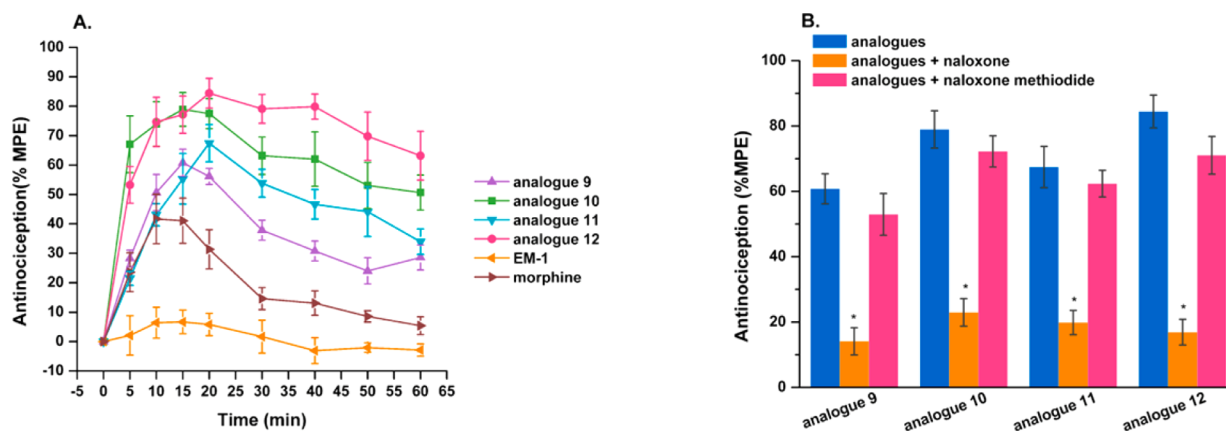 A.
100
90
80
70
60
50
40
30
20
10
0
-10
Antinociception(% MPE)
-5 0 5 10 15 20 25 30 35 40 45 50 55 60 65
Time (min)
analogue 9
analogue 10
analogue 11
analogue 12
EM-1
morphine
B.
analogues
analogues + naloxone
analogues + naloxone methiodide
100
80
60
40
20
0
Antinociception (%MPE)
* * * *
analogue 9 analogue 10 analogue 11 analogue 12